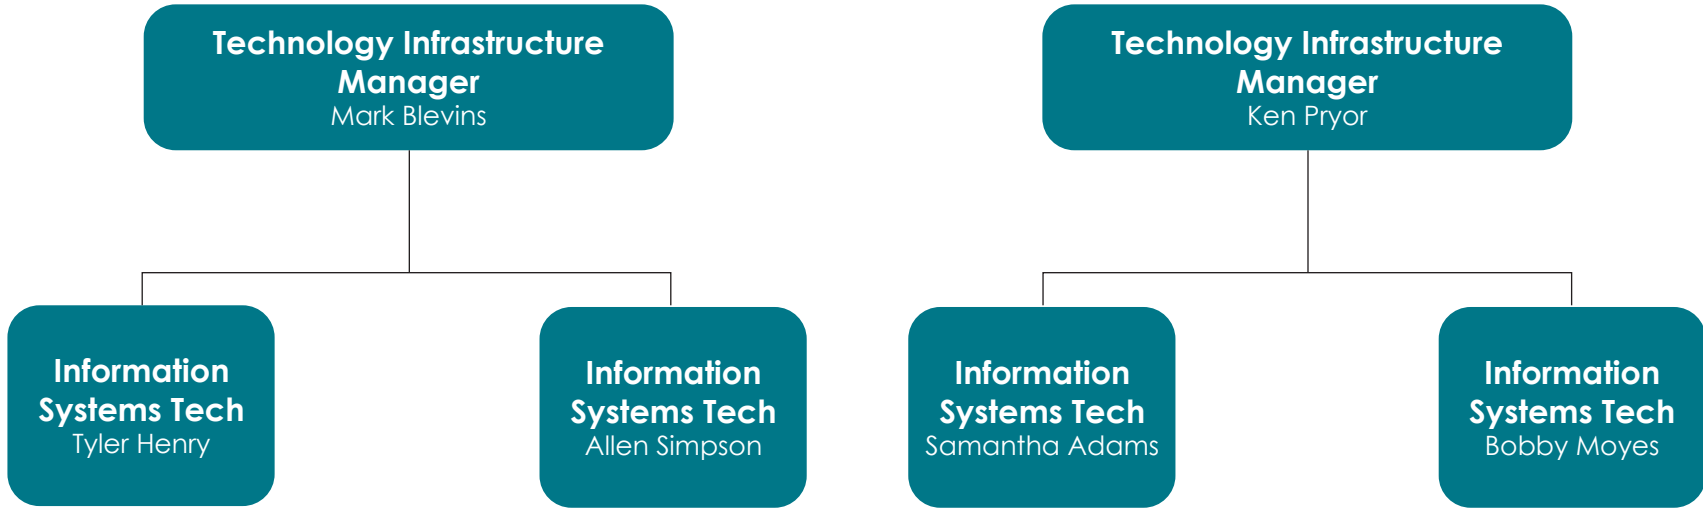 Technology Infrastructure
Manager
Mark Blevins
Technology Infrastructure
Manager
Ken Pryor
Information
Systems Tech
Tyler Henry
Information
Systems Tech
Allen Simpson
Information
Systems Tech
Samantha Adams
Information
Systems Tech
Bobby Moyes